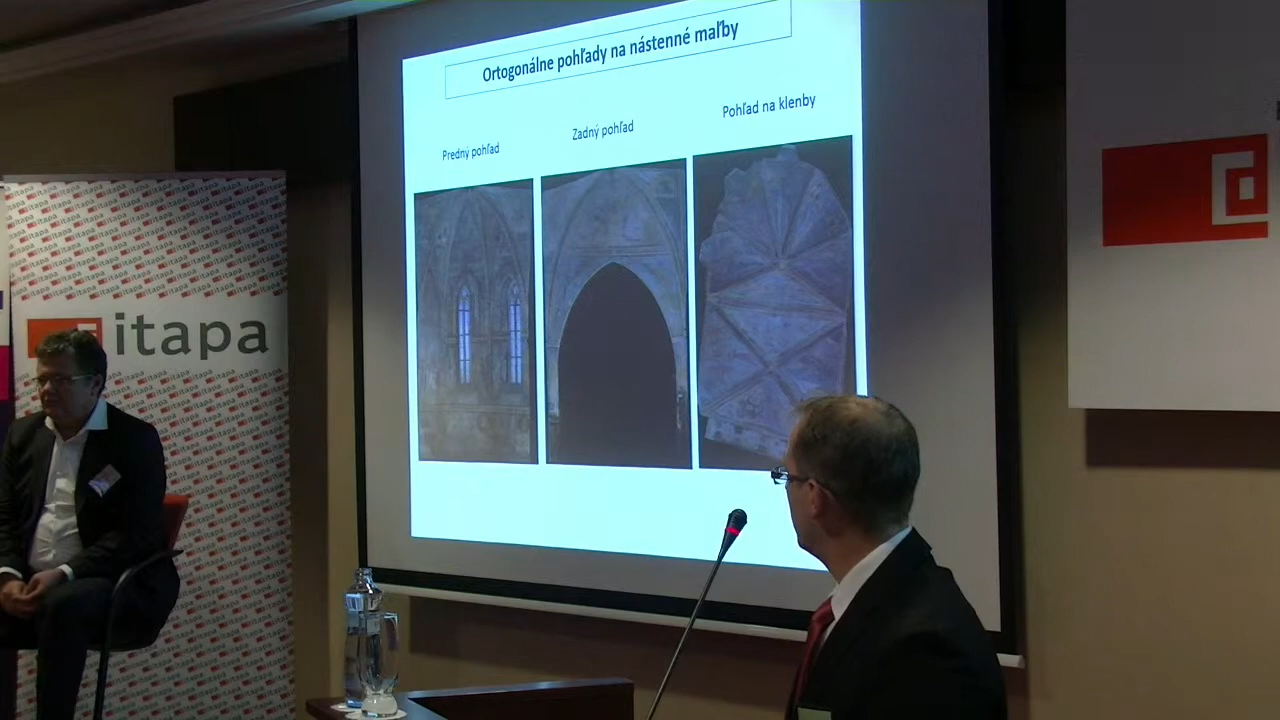 Ortogonálne pohľady na nástenné maľby
Predný pohľad
Zadný pohľad
Pohľad na klenby
itapa